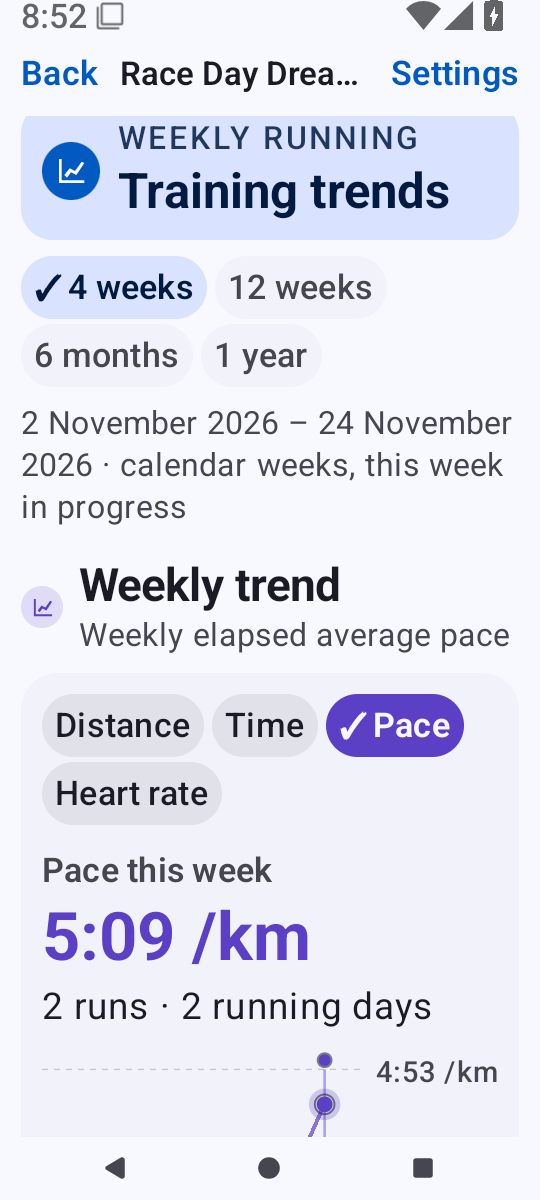 8:52
Back Race Day Drea… Settings
WEEKLY RUNNING
Training trends
✓ 4 weeks 12 weeks
6 months 1 year
2 November 2026 – 24 November
2026 · calendar weeks, this week
in progress
Weekly trend
Weekly elapsed average pace
Distance Time ✓ Pace
Heart rate
Pace this week
5:09 /km
2 runs · 2 running days
4:53 /km